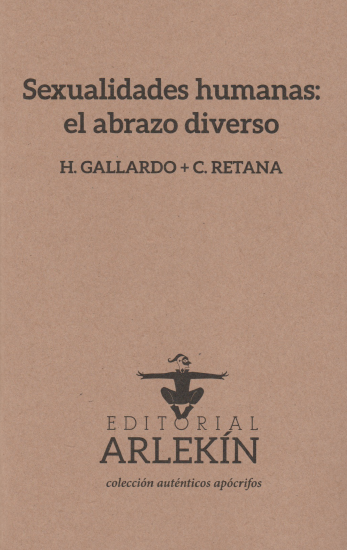 Sexualidades humanas:
el abrazo diverso
H. GALLARDO + C. RETANA
EDITORIAL
ARLEKÍN
colección auténticos apócrifos